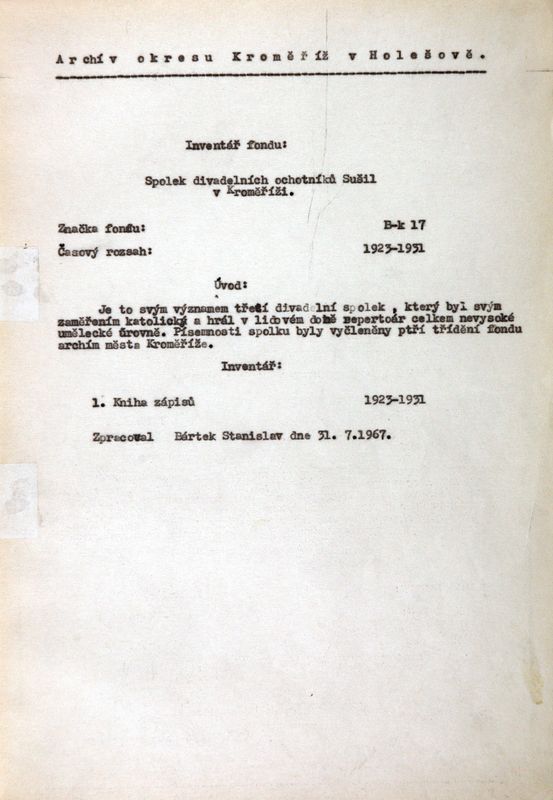 Archív okresu Kroměříž v Holešově.
Inventář fondu:
Spolek divadelních ochotníků Sušil
v Kroměříži.
Značka fondu: B-k 17
Časový rozsah: 1923-1931
Úvod:
Je to svým významem třetí divadelní spolek , který byl svým
zaměřením katolický a hrál v lidovém domě repertoár celkem nevysoké
umělecké úrovně. Písemnosti spolku byly vyčleněny ptří třídění fondu
archím města Kroměříže.
Inventář:
1. Kniha zápisů 1923-1931
Zpracoval Bártek Stanislav dne 31. 7.1967.